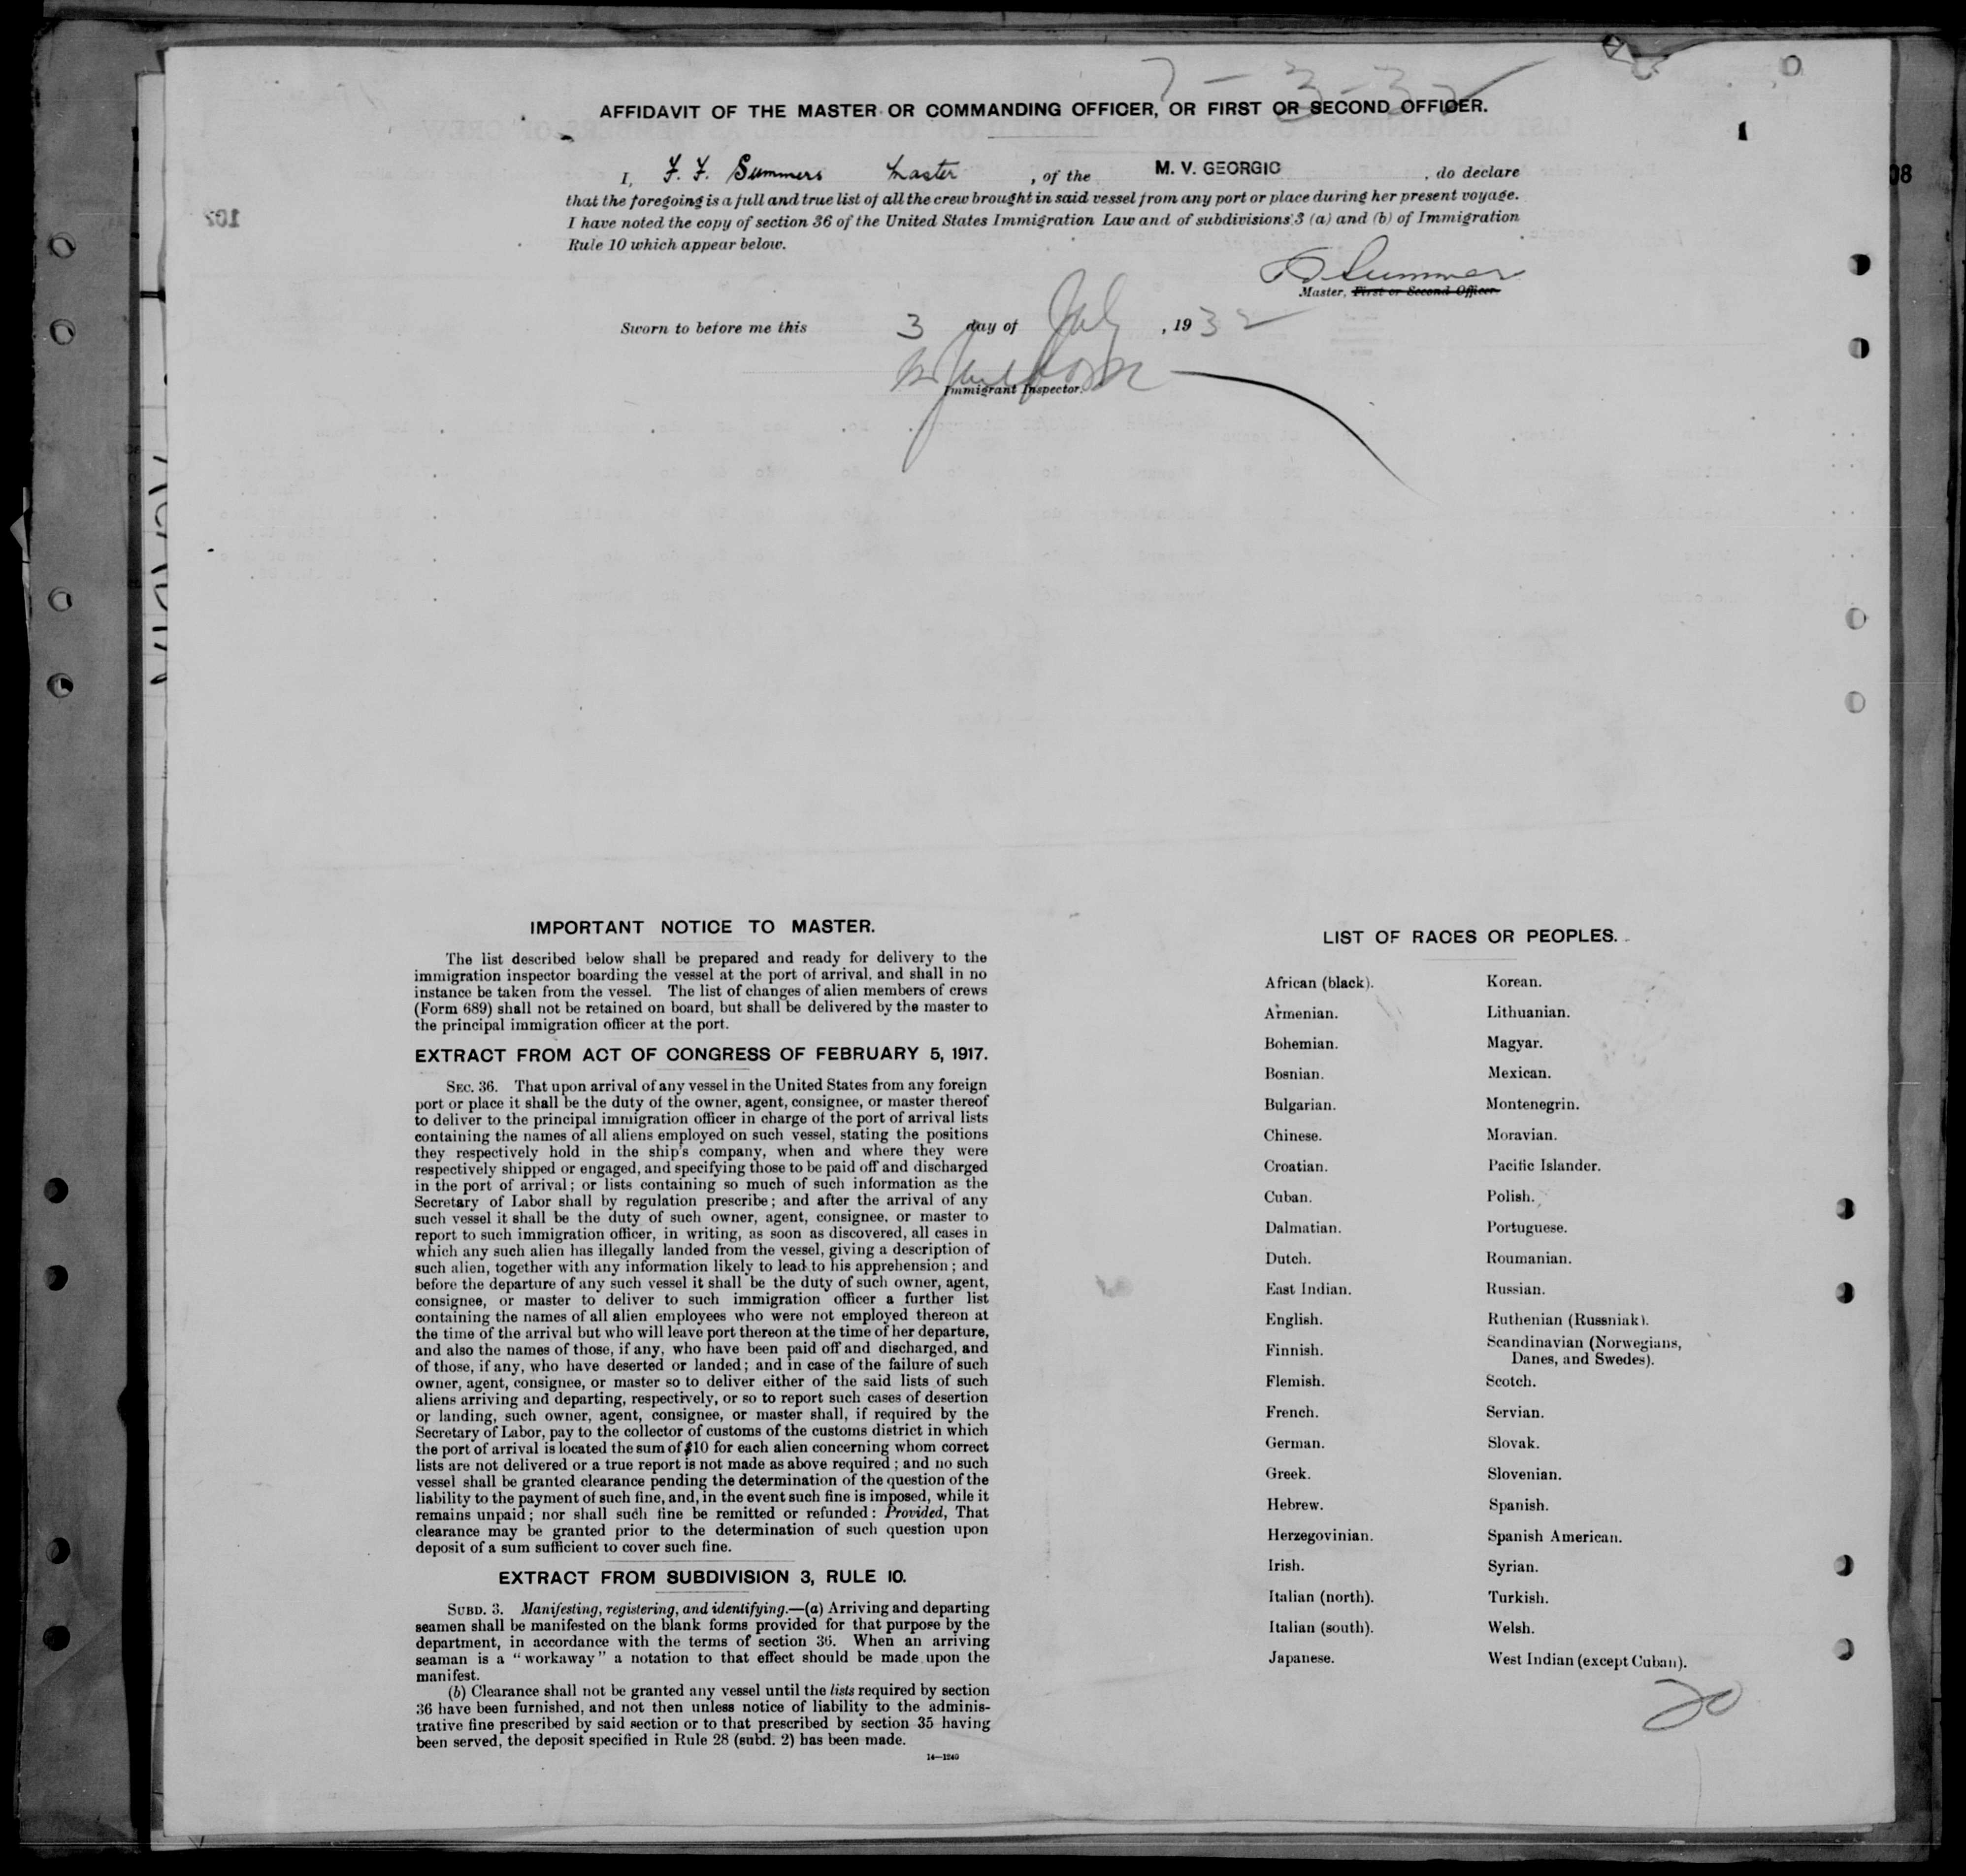 7-3-32
AFFIDAVIT OF THE MASTER OR COMMANDING OFFICER, OR FIRST OR SECOND OFFICER.
I, F. F. Summers Master, of the M. V. GEORGIC, do declare
that the foregoing is a full and true list of all the crew brought in said vessel from any port or place during her present voyage.
I have noted the copy of section 36 of the United States Immigration Law and of subdivisions 3 (a) and (b) of Immigration
Rule 10 which appear below.
F F Summers
Master, First or Second Officer.
Sworn to before me this 3 day of July, 1932
Immigrant Inspector.
IMPORTANT NOTICE TO MASTER.
The list described below shall be prepared and ready for delivery to the
immigration inspector boarding the vessel at the port of arrival, and shall in no
instance be taken from the vessel. The list of changes of alien members of crews
(Form 689) shall not be retained on board, but shall be delivered by the master to
the principal immigration officer at the port.
EXTRACT FROM ACT OF CONGRESS OF FEBRUARY 5, 1917.
SEC. 36. That upon arrival of any vessel in the United States from any foreign
port or place it shall be the duty of the owner, agent, consignee, or master thereof
to deliver to the principal immigration officer in charge of the port of arrival lists
containing the names of all aliens employed on such vessel, stating the positions
they respectively hold in the ship's company, when and where they were
respectively shipped or engaged, and specifying those to be paid off and discharged
in the port of arrival; or lists containing so much of such information as the
Secretary of Labor shall by regulation prescribe; and after the arrival of any
such vessel it shall be the duty of such owner, agent, consignee, or master to
report to such immigration officer, in writing, as soon as discovered, all cases in
which any such alien has illegally landed from the vessel, giving a description of
such alien, together with any information likely to lead to his apprehension; and
before the departure of any such vessel it shall be the duty of such owner, agent,
consignee, or master to deliver to such immigration officer a further list
containing the names of all alien employees who were not employed thereon at
the time of the arrival but who will leave port thereon at the time of her departure,
and also the names of those, if any, who have been paid off and discharged, and
of those, if any, who have deserted or landed; and in case of the failure of such
owner, agent, consignee, or master so to deliver either of the said lists of such
aliens arriving and departing, respectively, or so to report such cases of desertion
or landing, such owner, agent, consignee, or master shall, if required by the
Secretary of Labor, pay to the collector of customs of the customs district in which
the port of arrival is located the sum of $10 for each alien concerning whom correct
lists are not delivered or a true report is not made as above required; and no such
vessel shall be granted clearance pending the determination of the question of the
liability to the payment of such fine, and, in the event such fine is imposed, while it
remains unpaid; nor shall such fine be remitted or refunded: Provided, That
clearance may be granted prior to the determination of such question upon
deposit of a sum sufficient to cover such fine.
EXTRACT FROM SUBDIVISION 3, RULE 10.
SUBD. 3. Manifesting, registering, and identifying.—(a) Arriving and departing
seamen shall be manifested on the blank forms provided for that purpose by the
department, in accordance with the terms of section 36. When an arriving
seaman is a "workaway" a notation to that effect should be made upon the
manifest.
(b) Clearance shall not be granted any vessel until the lists required by section
36 have been furnished, and not then unless notice of liability to the adminis-
trative fine prescribed by said section or to that prescribed by section 35 having
been served, the deposit specified in Rule 28 (subd. 2) has been made.
14—1240
LIST OF RACES OR PEOPLES.
African (black).
Armenian.
Bohemian.
Bosnian.
Bulgarian.
Chinese.
Croatian.
Cuban.
Dalmatian.
Dutch.
East Indian.
English.
Finnish.
Flemish.
French.
German.
Greek.
Hebrew.
Herzegovinian.
Irish.
Italian (north).
Italian (south).
Japanese.
Korean.
Lithuanian.
Magyar.
Mexican.
Montenegrin.
Moravian.
Pacific Islander.
Polish.
Portuguese.
Roumanian.
Russian.
Ruthenian (Russniak).
Scandinavian (Norwegians,
Danes, and Swedes).
Scotch.
Servian.
Slovak.
Slovenian.
Spanish.
Spanish American.
Syrian.
Turkish.
Welsh.
West Indian (except Cuban).
20